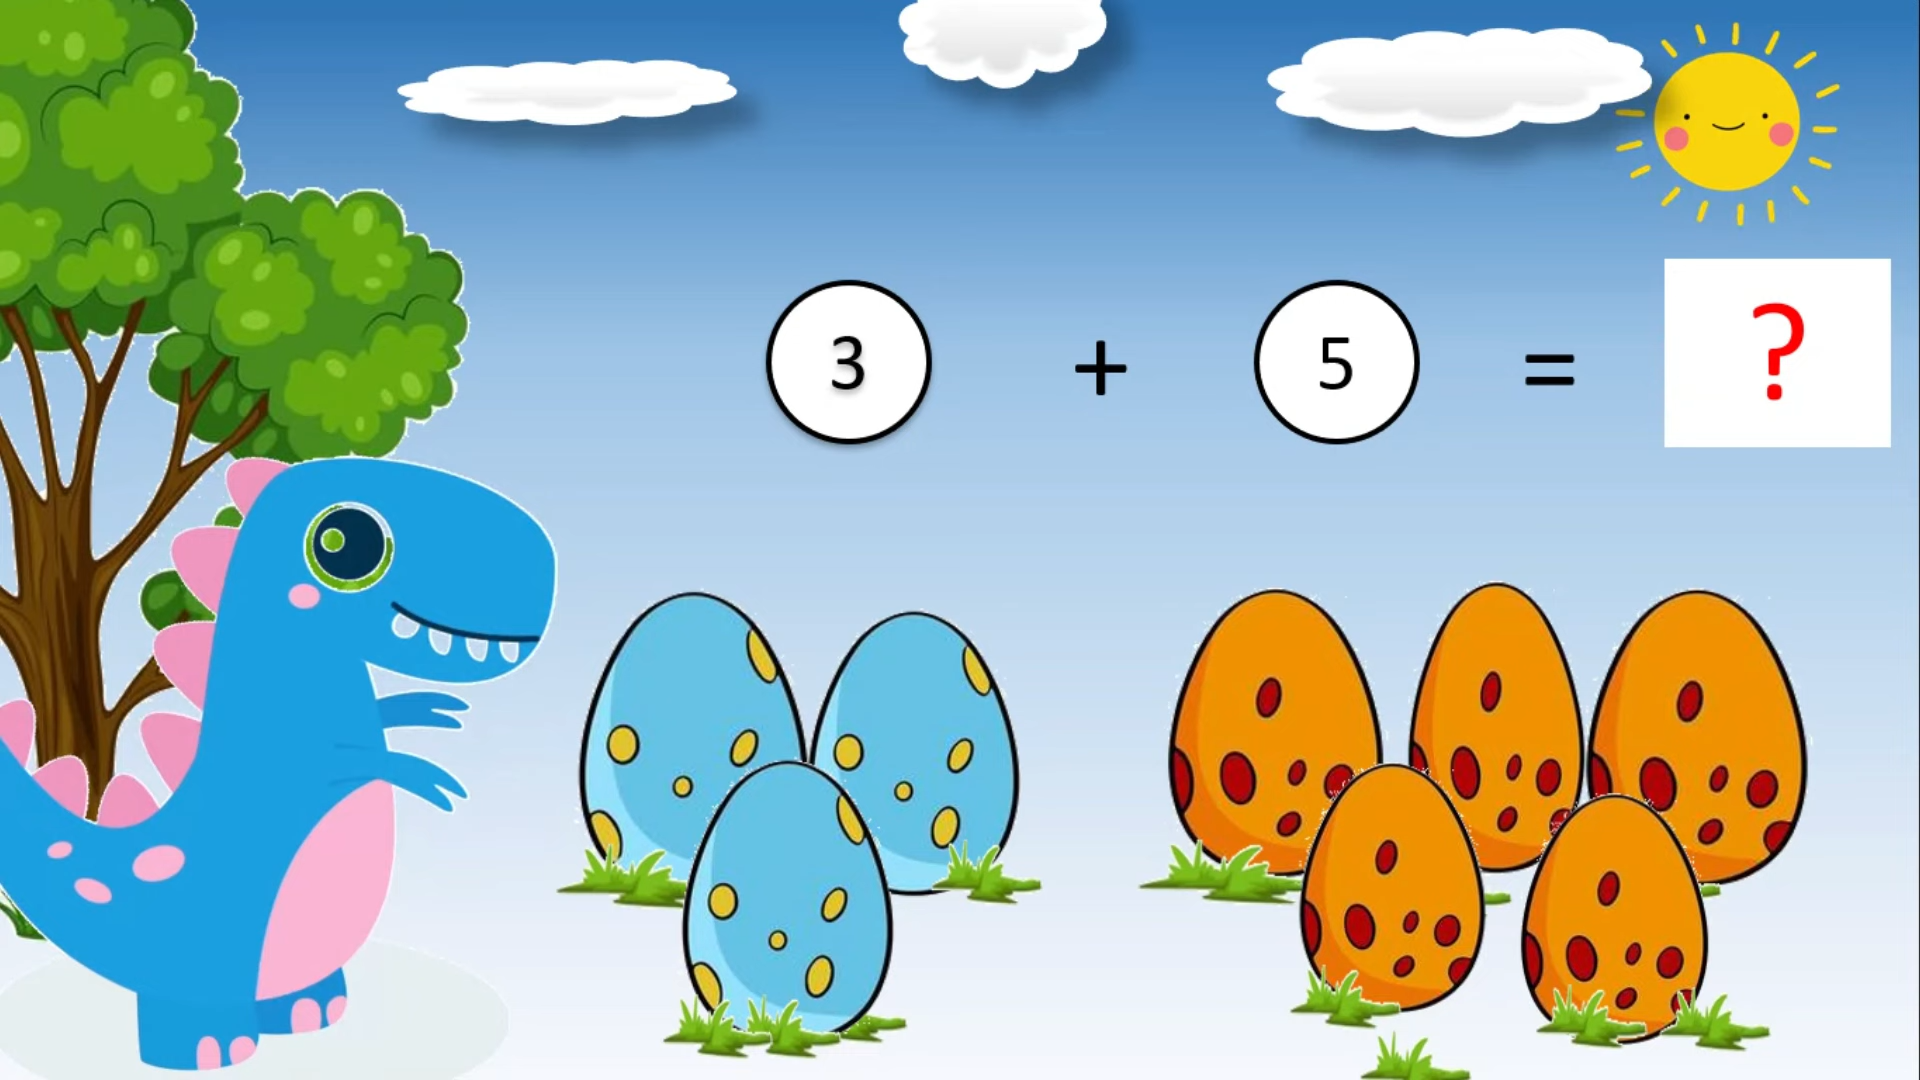 3 + 5 = ?